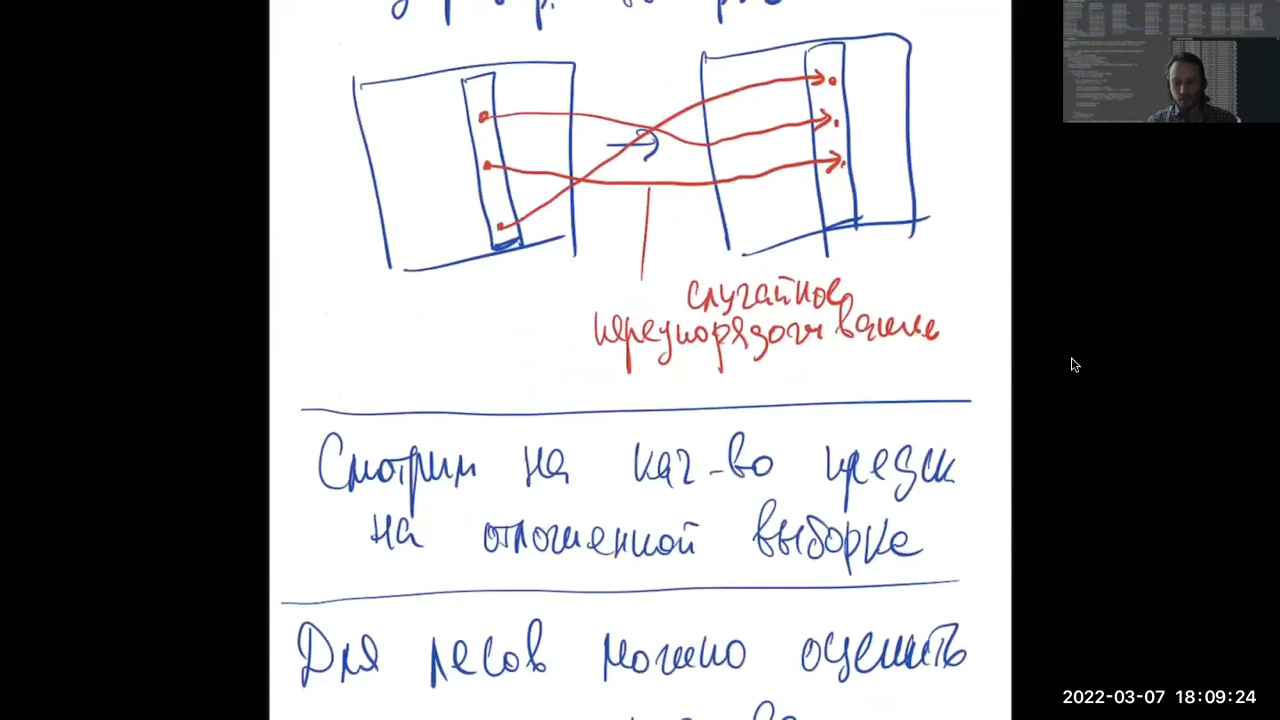 случайное
переупорядочивание
Смотрим на кач-во предск
на отложенной выборке
Для лесов можно оценить
2022-03-07 18:09:24